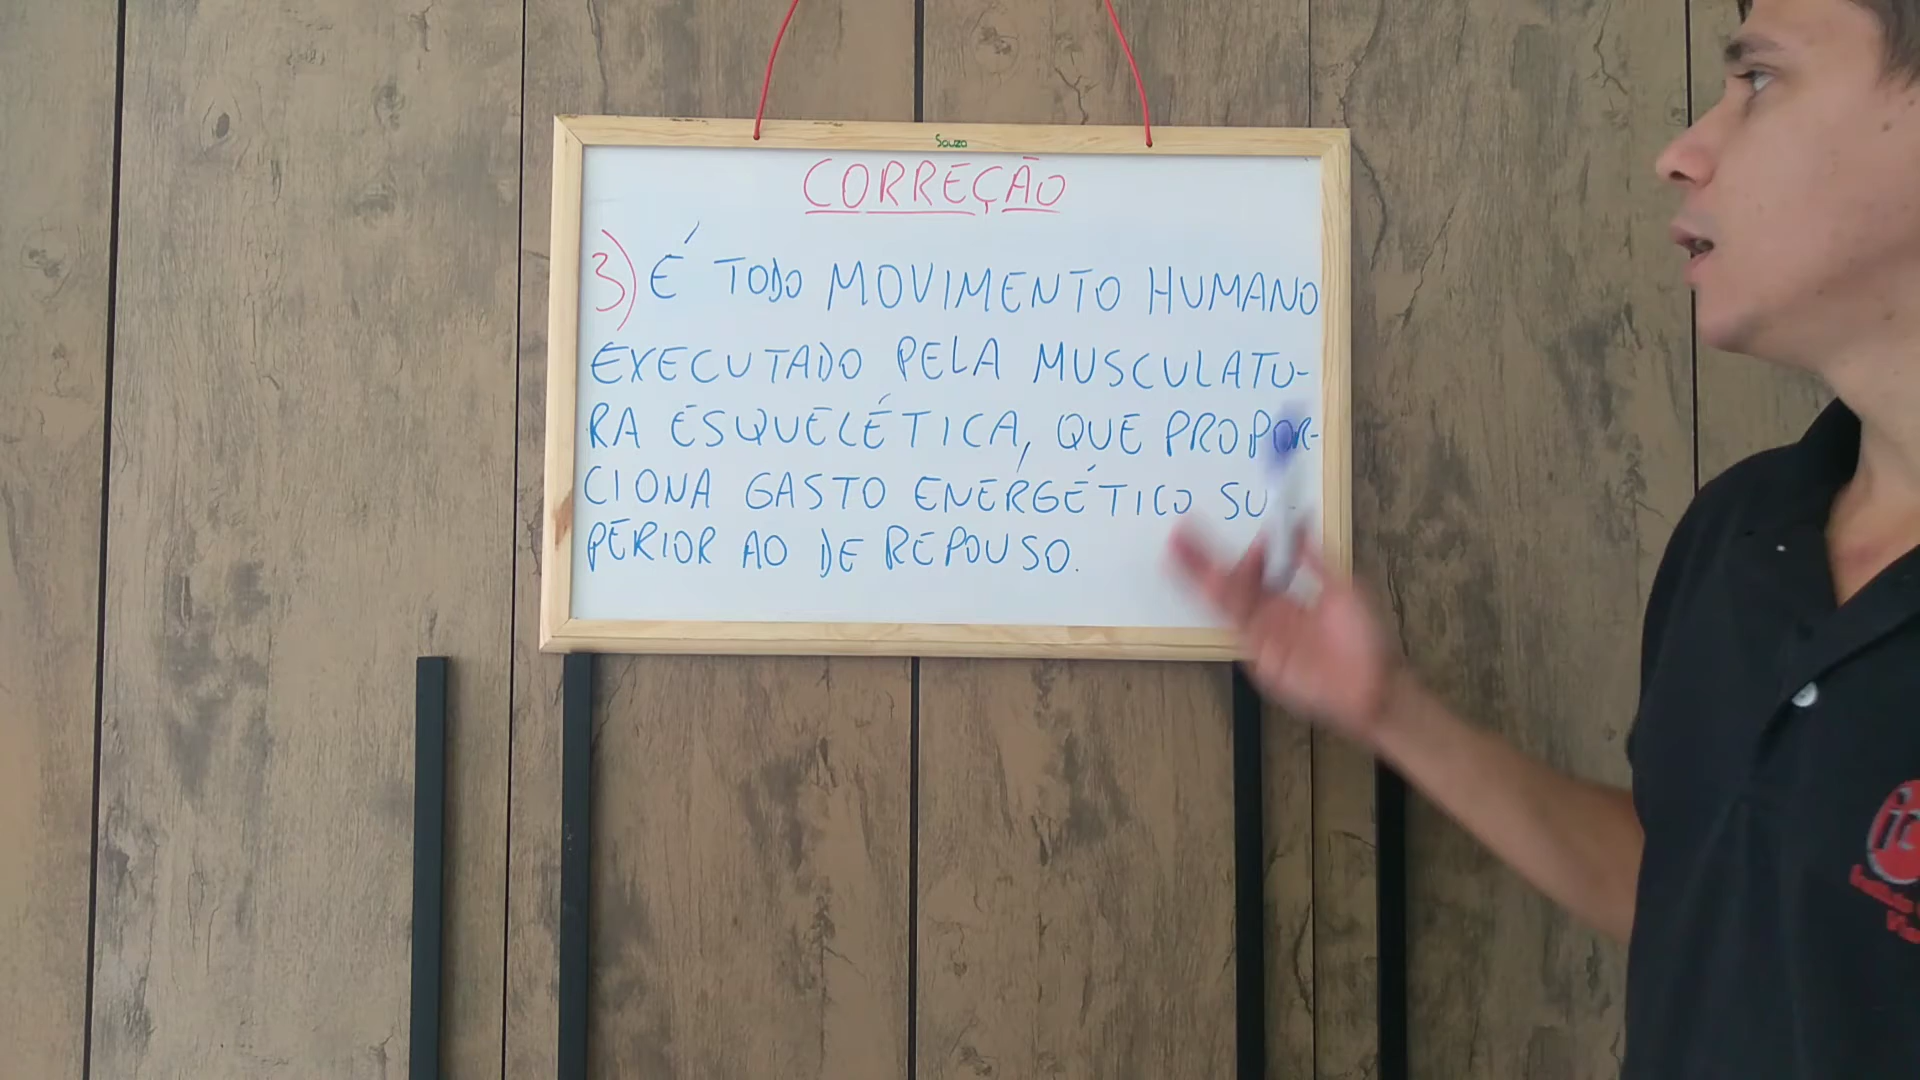 Souza
CORREÇÃO
3) É TODO MOVIMENTO HUMANO
EXECUTADO PELA MUSCULATU-
RA ESQUELÉTICA, QUE PROPOR-
CIONA GASTO ENERGÉTICO SU-
PERIOR AO DE REPOUSO.